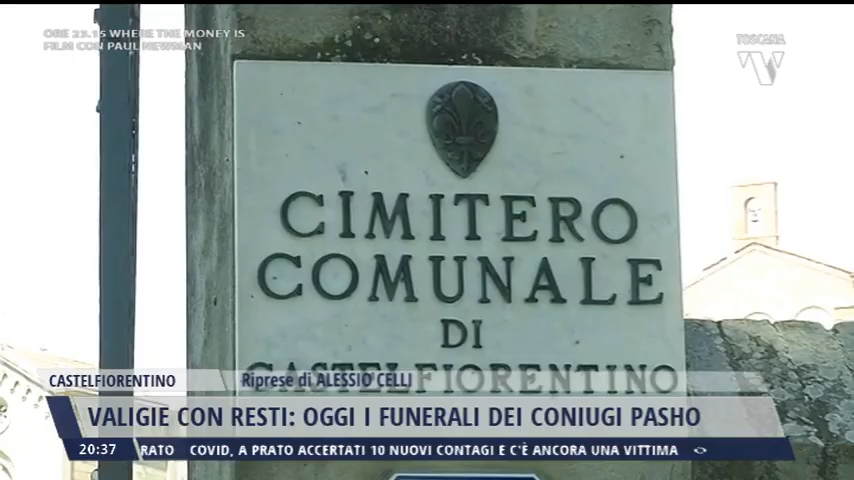 ORE 23.15 WHERE THE MONEY IS
FILM CON PAUL NEWMAN
TOSCANA
TV
CIMITERO
COMUNALE
DI
CASTELFIORENTINO
CASTELFIORENTINO
Riprese di ALESSIO CELLI
VALIGIE CON RESTI: OGGI I FUNERALI DEI CONIUGI PASHO
20:37
RATO COVID, A PRATO ACCERTATI 10 NUOVI CONTAGI E C'È ANCORA UNA VITTIMA